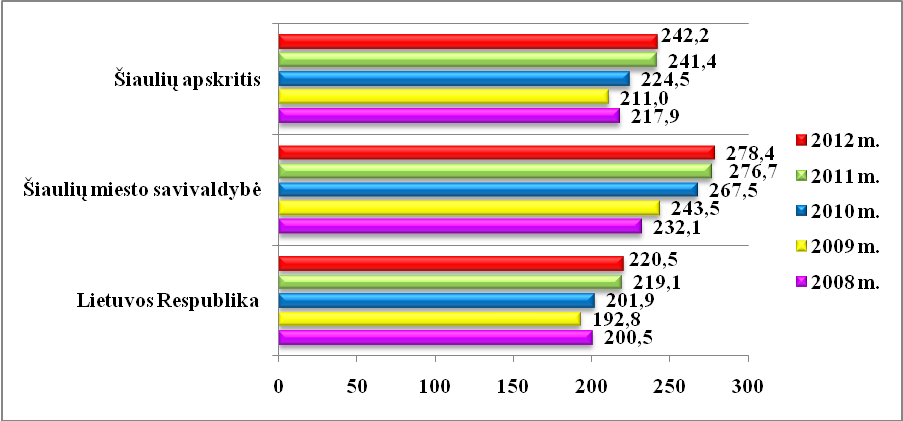 Šiaulių apskritis
242,2
241,4
224,5
211,0
217,9
Šiaulių miesto savivaldybė
278,4
276,7
267,5
243,5
232,1
Lietuvos Respublika
220,5
219,1
201,9
192,8
200,5
0 50 100 150 200 250 300
2012 m.
2011 m.
2010 m.
2009 m.
2008 m.